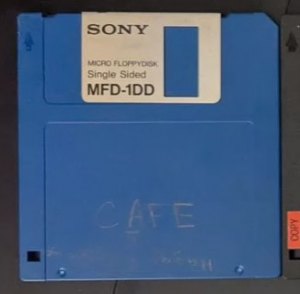 SONY
MICRO FLOPPYDISK
Single Sided
MFD-1DD
CAFE
COPY